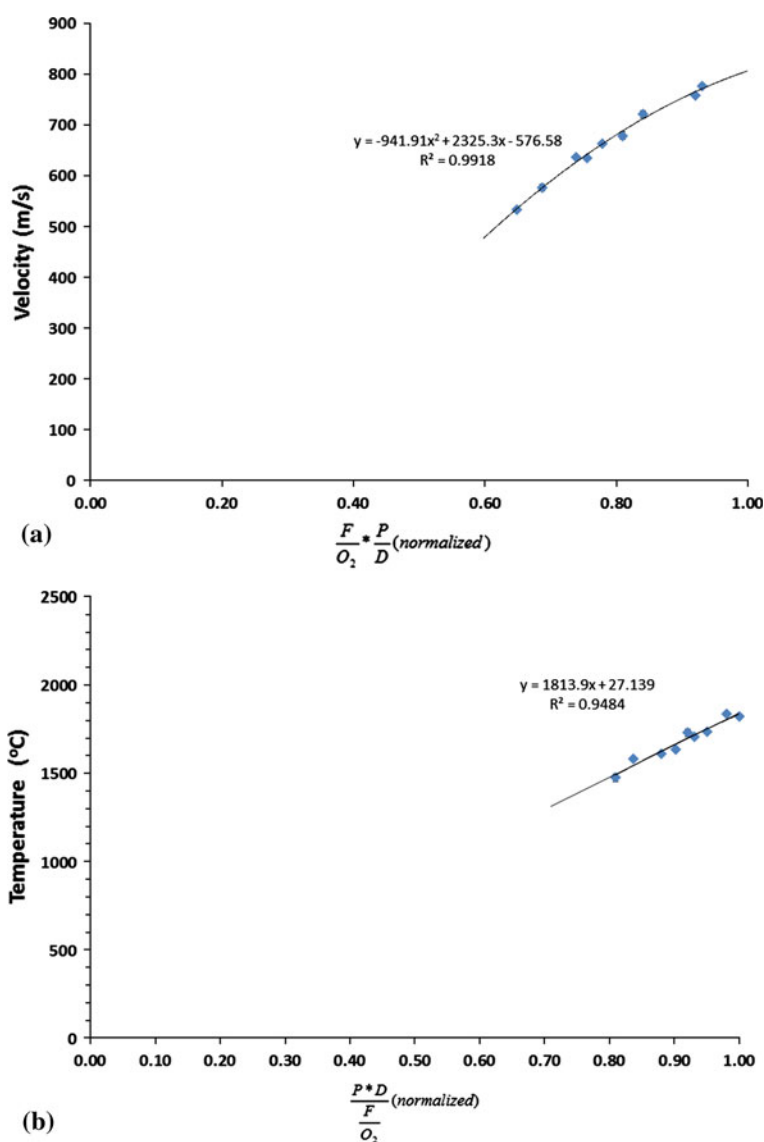 900
800
700
600
500
400
300
200
100
0
Velocity (m/s)
y = -941.91x² + 2325.3x - 576.58
R² = 0.9918
0.00 0.20 0.40 0.60 0.80 1.00
(a)
F/O₂ * P/D (normalized)
2500
2000
1500
1000
500
0
Temperature (°C)
y = 1813.9x + 27.139
R² = 0.9484
0.00 0.10 0.20 0.30 0.40 0.50 0.60 0.70 0.80 0.90 1.00
(b)
P * D / F/O₂ (normalized)